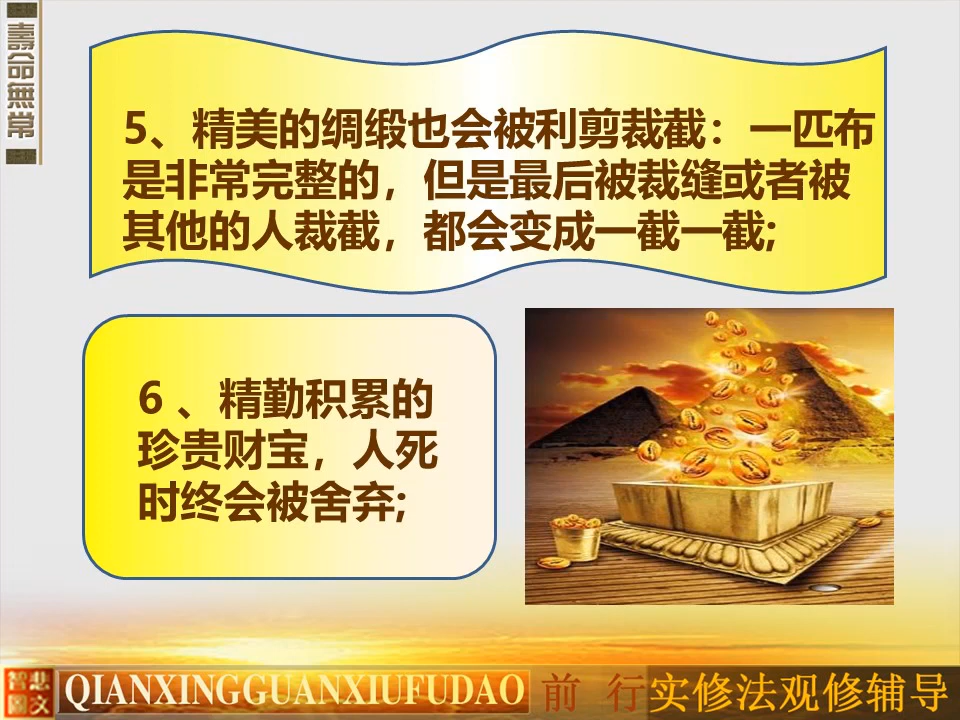 壽命無常
5、精美的绸缎也会被利剪裁截：一匹布
是非常完整的，但是最后被裁缝或者被
其他的人裁截，都会变成一截一截;
6 、精勤积累的
珍贵财宝，人死
时终会被舍弃;
QIANXINGGUANXIUFUDAO 前 行 实修法观修辅导